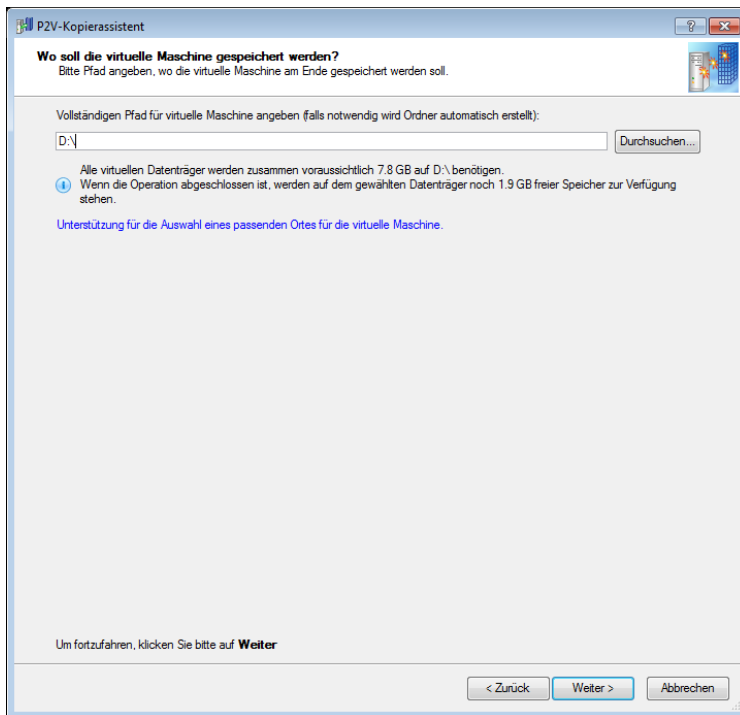 P2V-Kopierassistent
Wo soll die virtuelle Maschine gespeichert werden?
Bitte Pfad angeben, wo die virtuelle Maschine am Ende gespeichert werden soll.
Vollständigen Pfad für virtuelle Maschine angeben (falls notwendig wird Ordner automatisch erstellt):
D:\
Durchsuchen...
Alle virtuellen Datenträger werden zusammen voraussichtlich 7.8 GB auf D:\ benötigen.
Wenn die Operation abgeschlossen ist, werden auf dem gewählten Datenträger noch 1.9 GB freier Speicher zur Verfügung
stehen.
Unterstützung für die Auswahl eines passenden Ortes für die virtuelle Maschine.
Um fortzufahren, klicken Sie bitte auf Weiter
< Zurück Weiter > Abbrechen